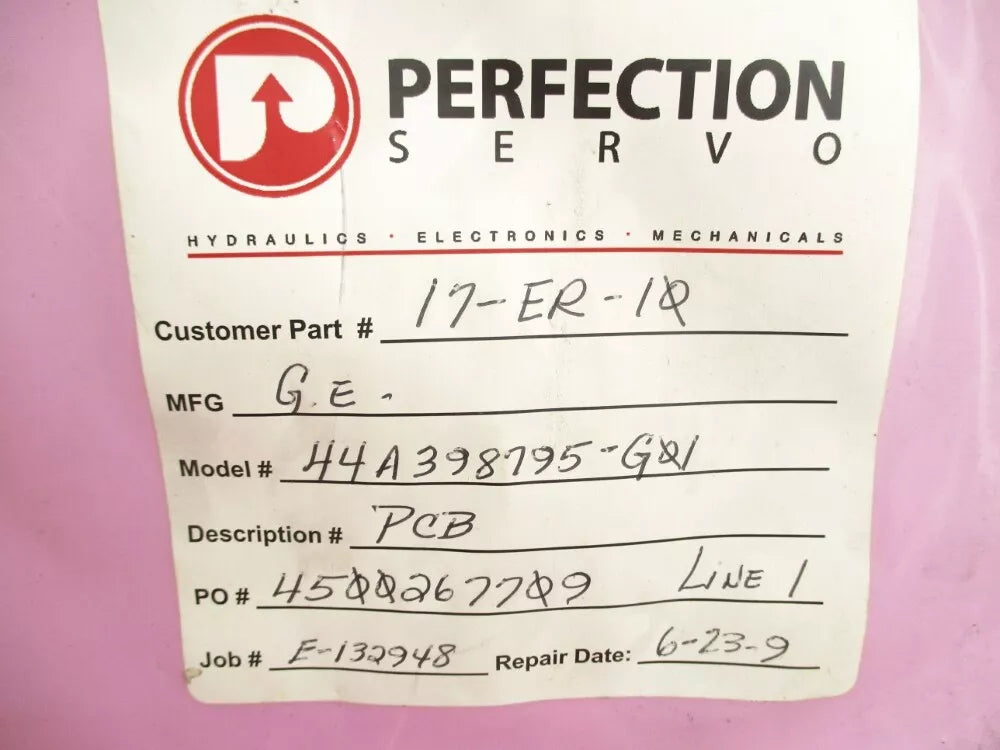 PERFECTION
SERVO
HYDRAULICS · ELECTRONICS · MECHANICALS
Customer Part # 17-ER-10
MFG G.E.
Model # 44A398795-G01
Description # PCB
PO # 4500267709 LINE 1
Job # E-132948 Repair Date: 6-23-9